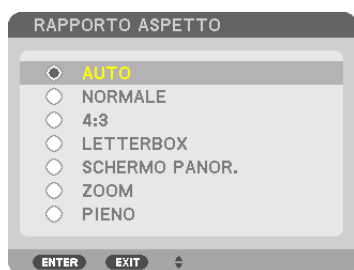 RAPPORTO ASPETTO
AUTO
NORMALE
4:3
LETTERBOX
SCHERMO PANOR.
ZOOM
PIENO
ENTER EXIT